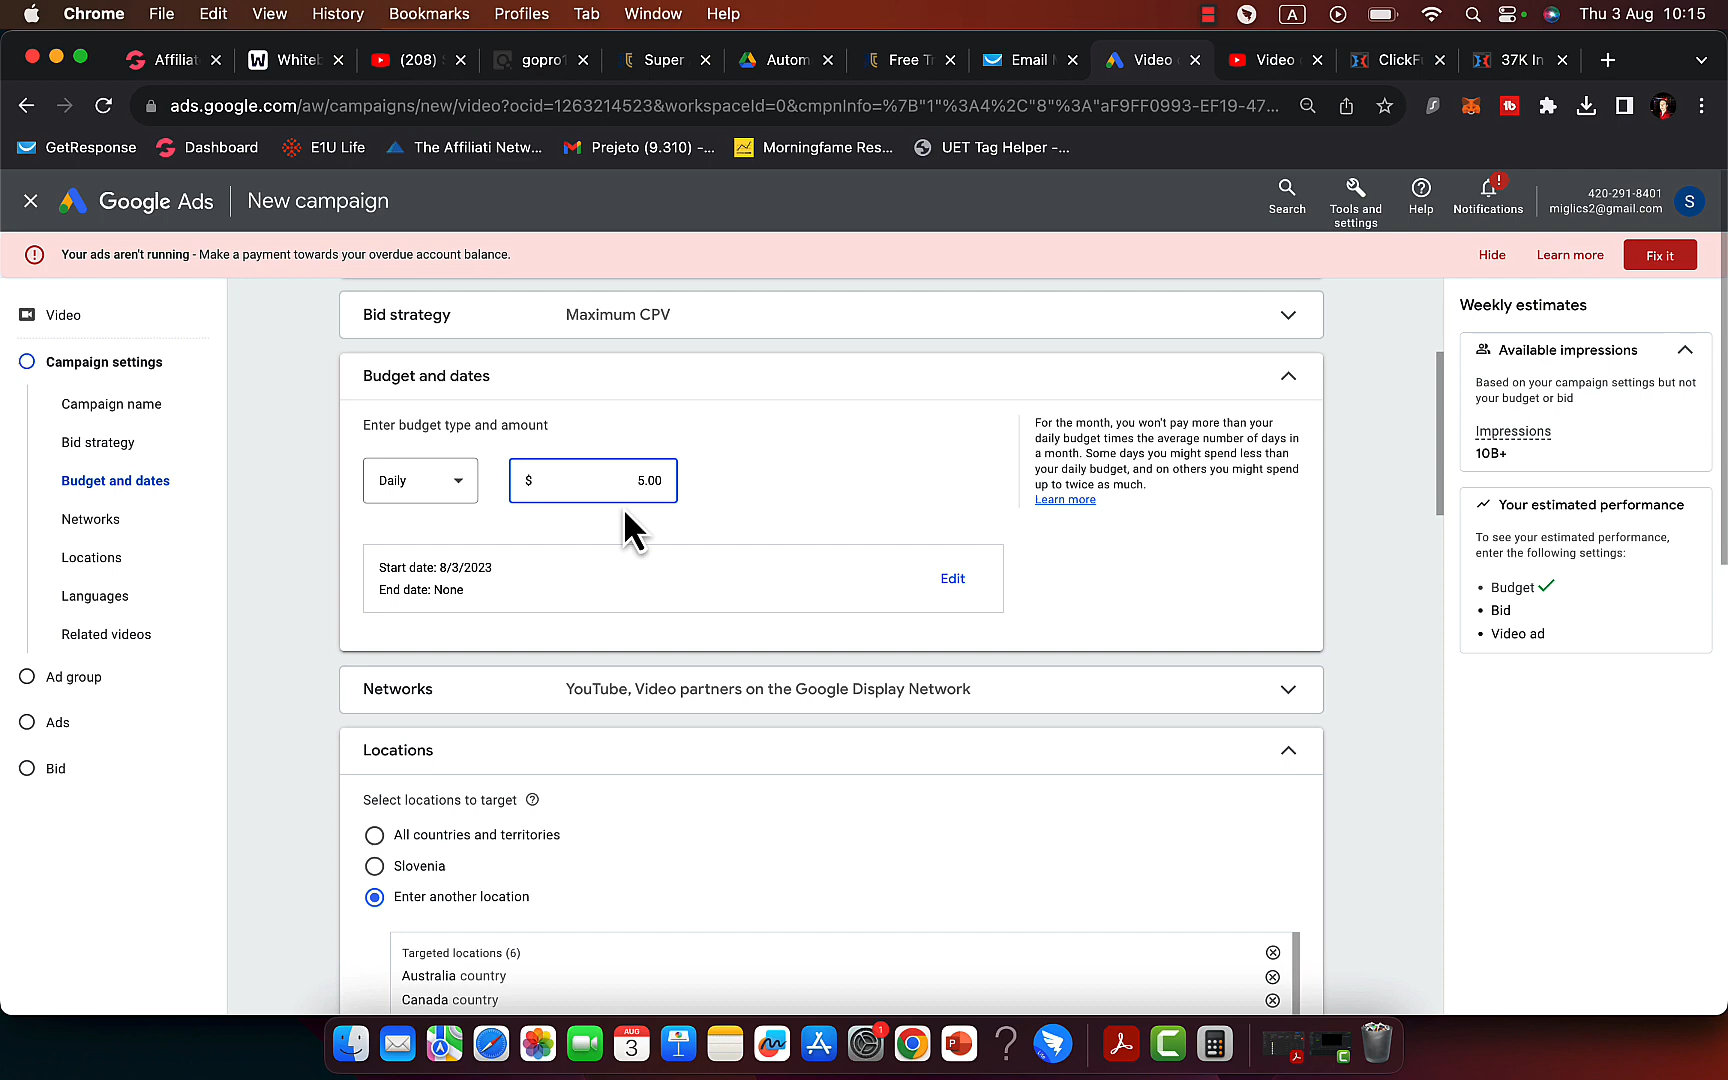 Chrome File Edit View History Bookmarks Profiles Tab Window Help A Thu 3 Aug 10:15
Affiliat Whiteb (208) gopro1 Super Autom Free Tr Email Video Video ClickF 37K In
ads.google.com/aw/campaigns/new/video?ocid=1263214523&workspaceId=0&cmpnInfo=%7B"1"%3A4%2C"8"%3A"aF9FF0993-EF19-47...
GetResponse Dashboard E1U Life The Affiliati Netw... Prejeto (9.310) –... Morningfame Res... UET Tag Helper -...
Google Ads New campaign
Search Tools and settings Help Notifications
420-291-8401
miglics2@gmail.com
S
Your ads aren't running - Make a payment towards your overdue account balance. Hide Learn more Fix it
Video
Campaign settings
Campaign name
Bid strategy
Budget and dates
Networks
Locations
Languages
Related videos
Ad group
Ads
Bid
Bid strategy Maximum CPV
Budget and dates
Enter budget type and amount
Daily $ 5.00
For the month, you won't pay more than your
daily budget times the average number of days in
a month. Some days you might spend less than
your daily budget, and on others you might spend
up to twice as much.
Learn more
Start date: 8/3/2023
End date: None
Edit
Networks YouTube, Video partners on the Google Display Network
Locations
Select locations to target
All countries and territories
Slovenia
Enter another location
Targeted locations (6)
Australia country
Canada country
Weekly estimates
Available impressions
Based on your campaign settings but not
your budget or bid
Impressions
10B+
Your estimated performance
To see your estimated performance,
enter the following settings:
• Budget
• Bid
• Video ad
AUG
3
1